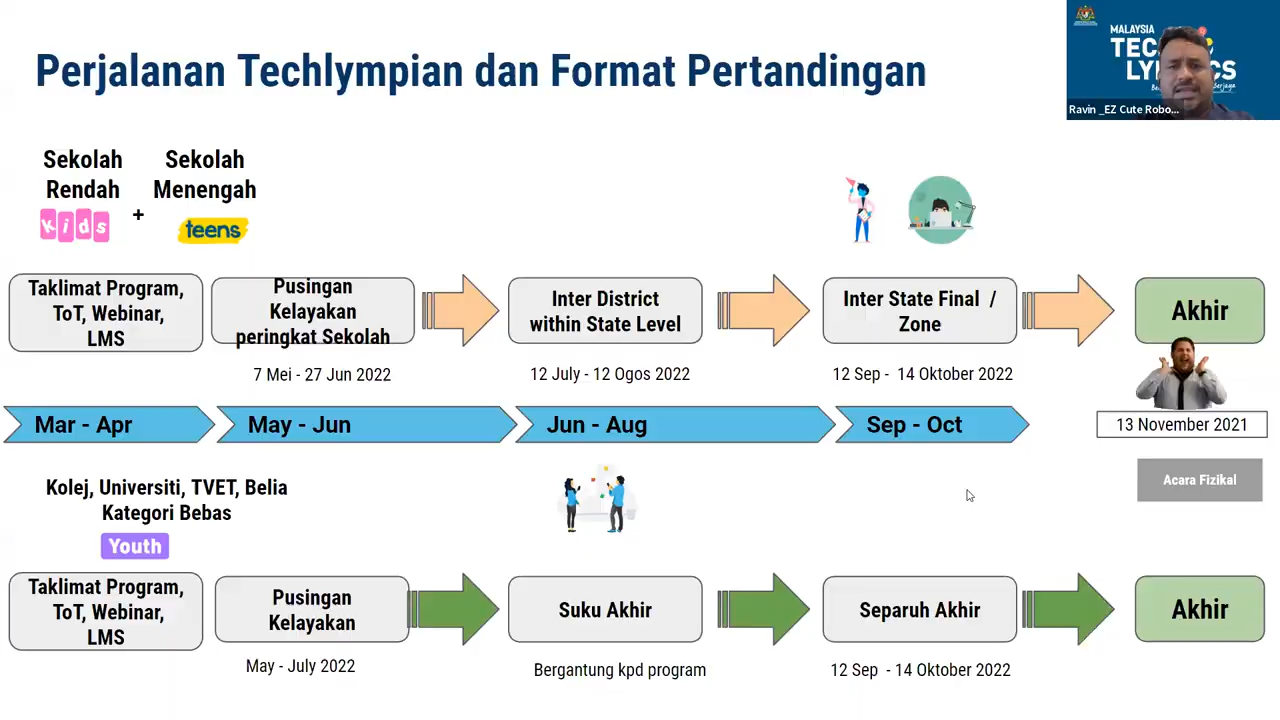 Perjalanan Techlympian dan Format Pertandingan
MALAYSIA
Ravin _EZ Cute Robo...
Sekolah
Rendah
kids
+
Sekolah
Menengah
teens
Taklimat Program,
ToT, Webinar,
LMS
Pusingan
Kelayakan
peringkat Sekolah
Inter District
within State Level
Inter State Final /
Zone
Akhir
7 Mei - 27 Jun 2022
12 July - 12 Ogos 2022
12 Sep - 14 Oktober 2022
Mar - Apr
May - Jun
Jun - Aug
Sep - Oct
13 November 2021
Acara Fizikal
Kolej, Universiti, TVET, Belia
Kategori Bebas
Youth
Taklimat Program,
ToT, Webinar,
LMS
Pusingan
Kelayakan
Suku Akhir
Separuh Akhir
Akhir
May - July 2022
Bergantung kpd program
12 Sep - 14 Oktober 2022